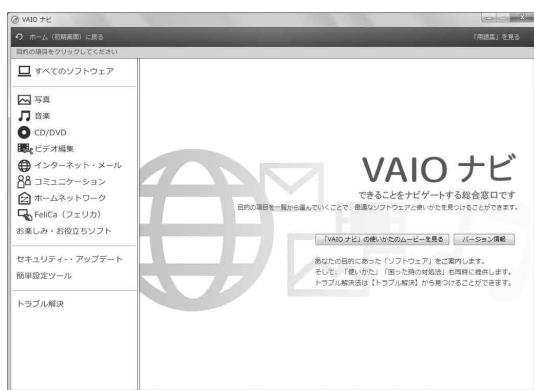 VAIO ナビ
ホーム（初期画面）に戻る
「用語集」を見る
目的の項目をクリックしてください
すべてのソフトウェア
写真
音楽
CD/DVD
ビデオ編集
インターネット・メール
コミュニケーション
ホームネットワーク
FeliCa（フェリカ）
お楽しみ・お役立ちソフト
セキュリティー・アップデート
簡単設定ツール
トラブル解決
VAIO ナビ
できることをナビゲートする総合窓口です
目的の項目を一覧から選んでいくことで、最適なソフトウェアと使いかたを見つけることができます。
「VAIO ナビ」の使いかたのムービーを見る
バージョン情報
あなたの目的にあった「ソフトウェア」をご案内します。
そして、「使いかた」「困った時の対処法」も同時に提供します。
トラブル解決法は【トラブル解決】から見つけることができます。